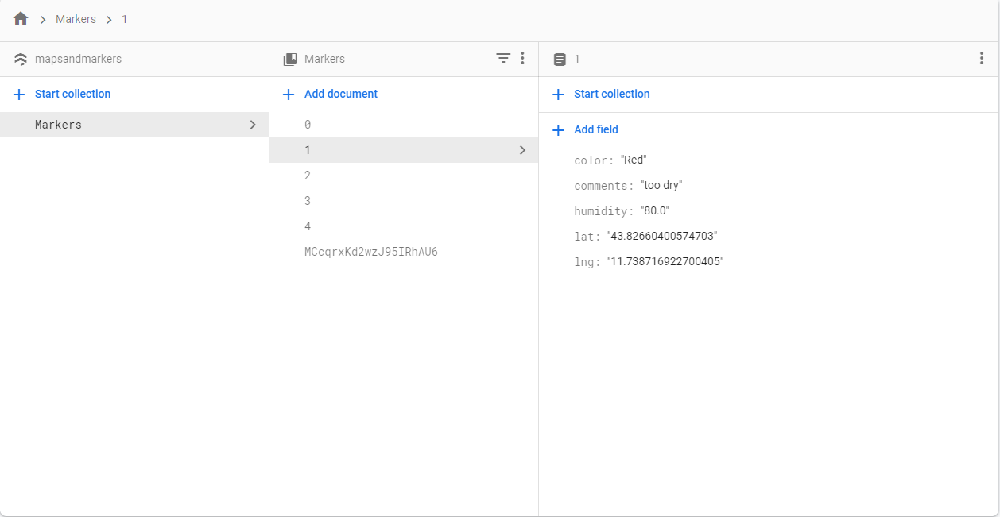 Markers 1
mapsandmarkers
Start collection
Markers
Markers
Add document
0
1
2
3
4
MCcqrxKd2wzJ95IRhAU6
1
Start collection
Add field
color: "Red"
comments: "too dry"
humidity: "80.0"
lat: "43.82660400574703"
lng: "11.738716922700405"